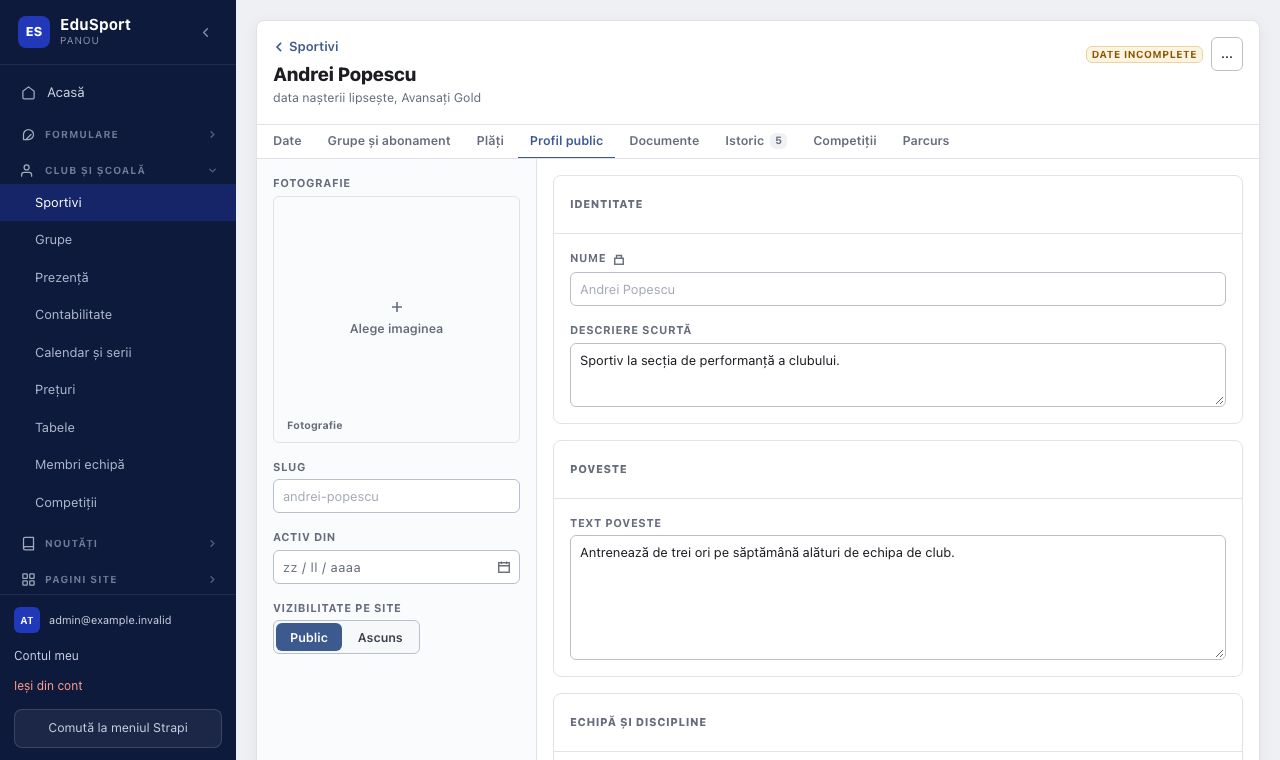 ES
EduSport
PANOU
Acasă
FORMULARE
CLUB ȘI ȘCOALĂ
Sportivi
Grupe
Prezență
Contabilitate
Calendar și serii
Prețuri
Tabele
Membri echipă
Competiții
NOUTĂȚI
PAGINI SITE
AT admin@example.invalid
Contul meu
Ieși din cont
Comută la meniul Strapi
Sportivi
Andrei Popescu
data nașterii lipsește, Avansați Gold
DATE INCOMPLETE
...
Date Grupe și abonament Plăți Profil public Documente Istoric 5 Competiții Parcurs
FOTOGRAFIE
+
Alege imaginea
Fotografie
SLUG
andrei-popescu
ACTIV DIN
zz / ll / aaaa
VIZIBILITATE PE SITE
Public Ascuns
IDENTITATE
NUME
Andrei Popescu
DESCRIERE SCURTĂ
Sportiv la secția de performanță a clubului.
POVESTE
TEXT POVESTE
Antrenează de trei ori pe săptămână alături de echipa de club.
ECHIPĂ ȘI DISCIPLINE